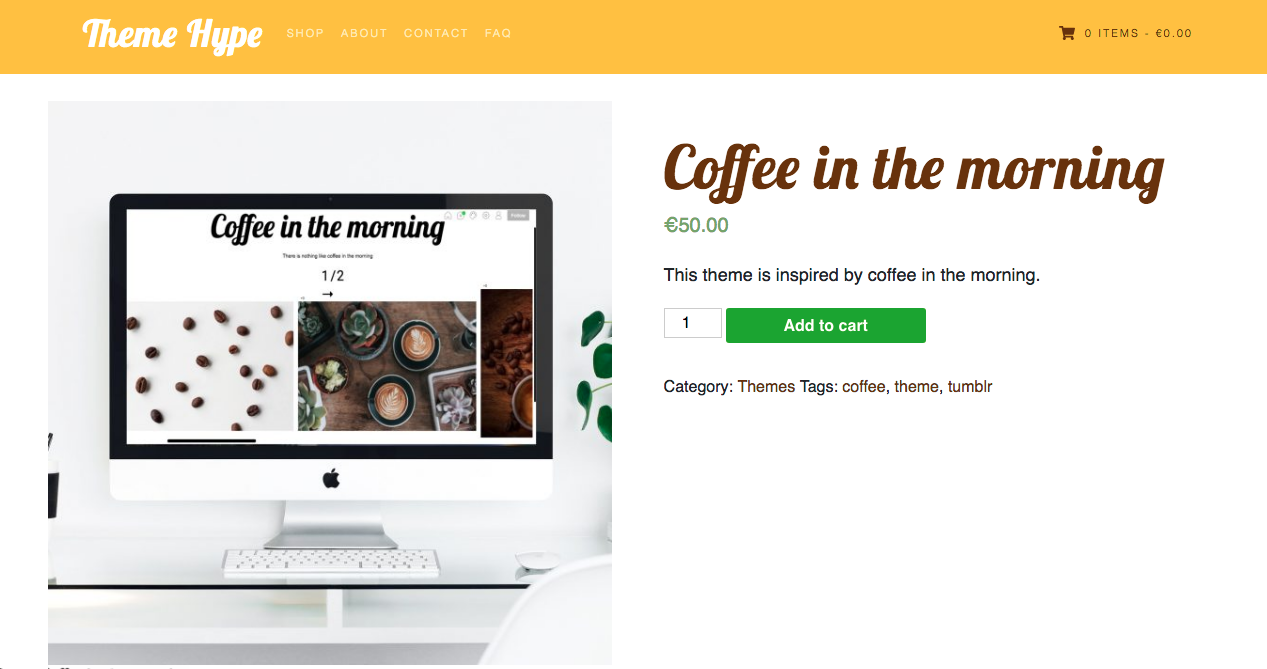 Theme Hype
SHOP ABOUT CONTACT FAQ
0 ITEMS - €0.00
Coffee in the morning
There is nothing like coffee in the morning
1/2
Follow
Coffee in the morning
€50.00
This theme is inspired by coffee in the morning.
1
Add to cart
Category: Themes Tags: coffee, theme, tumblr